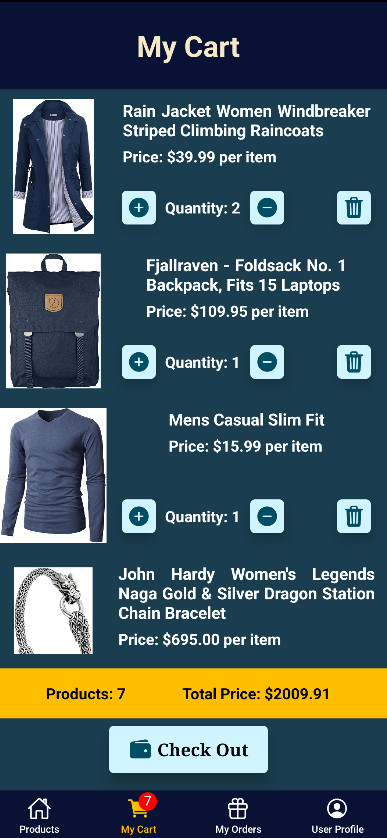 My Cart
Rain Jacket Women Windbreaker
Striped Climbing Raincoats
Price: $39.99 per item
Quantity: 2
Fjallraven - Foldsack No. 1
Backpack, Fits 15 Laptops
Price: $109.95 per item
Quantity: 1
Mens Casual Slim Fit
Price: $15.99 per item
Quantity: 1
John Hardy Women's Legends
Naga Gold & Silver Dragon Station
Chain Bracelet
Price: $695.00 per item
Products: 7 Total Price: $2009.91
Check Out
7
Products My Cart My Orders User Profile